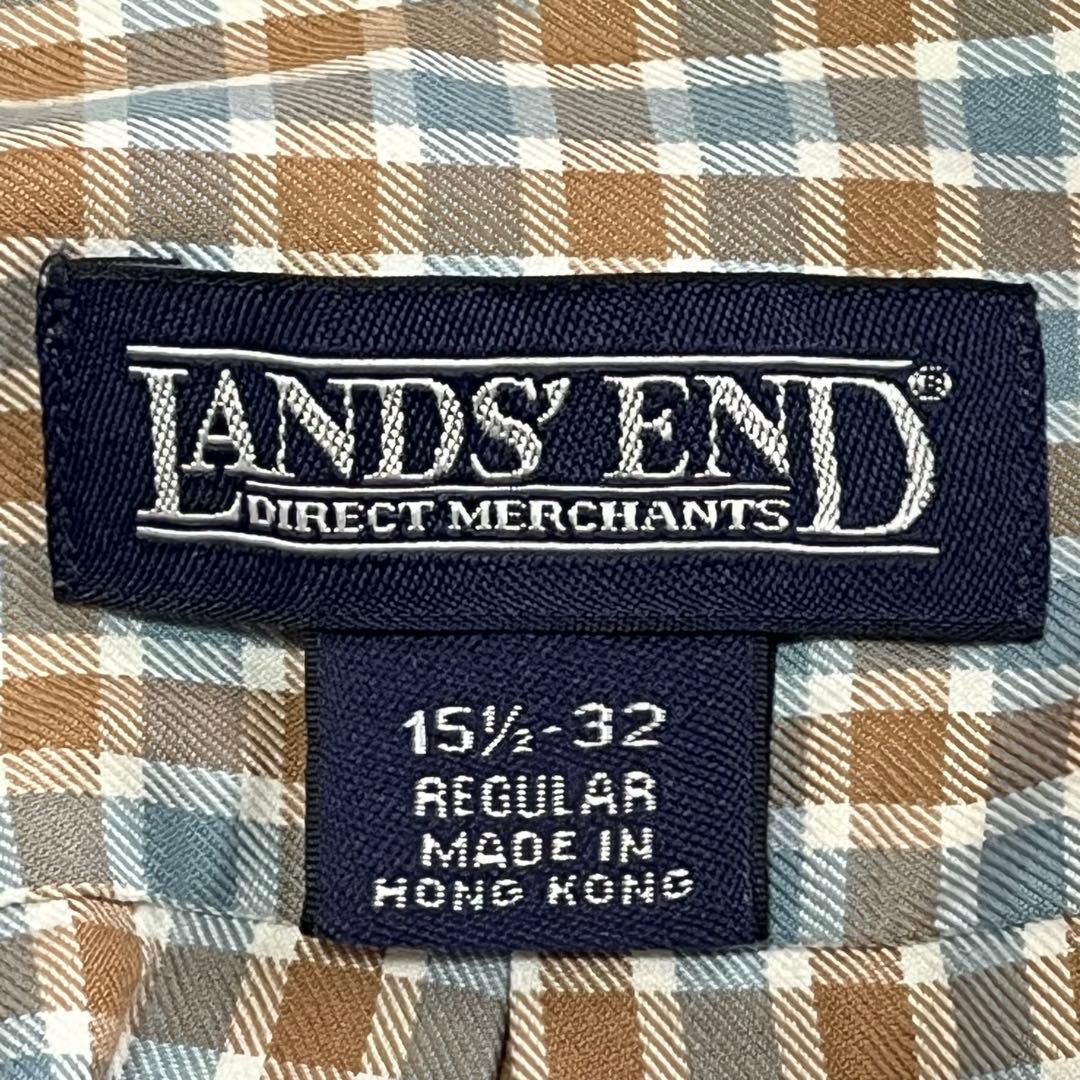 LANDS' END®
DIRECT MERCHANTS
15½-32
REGULAR
MADE IN
HONG KONG